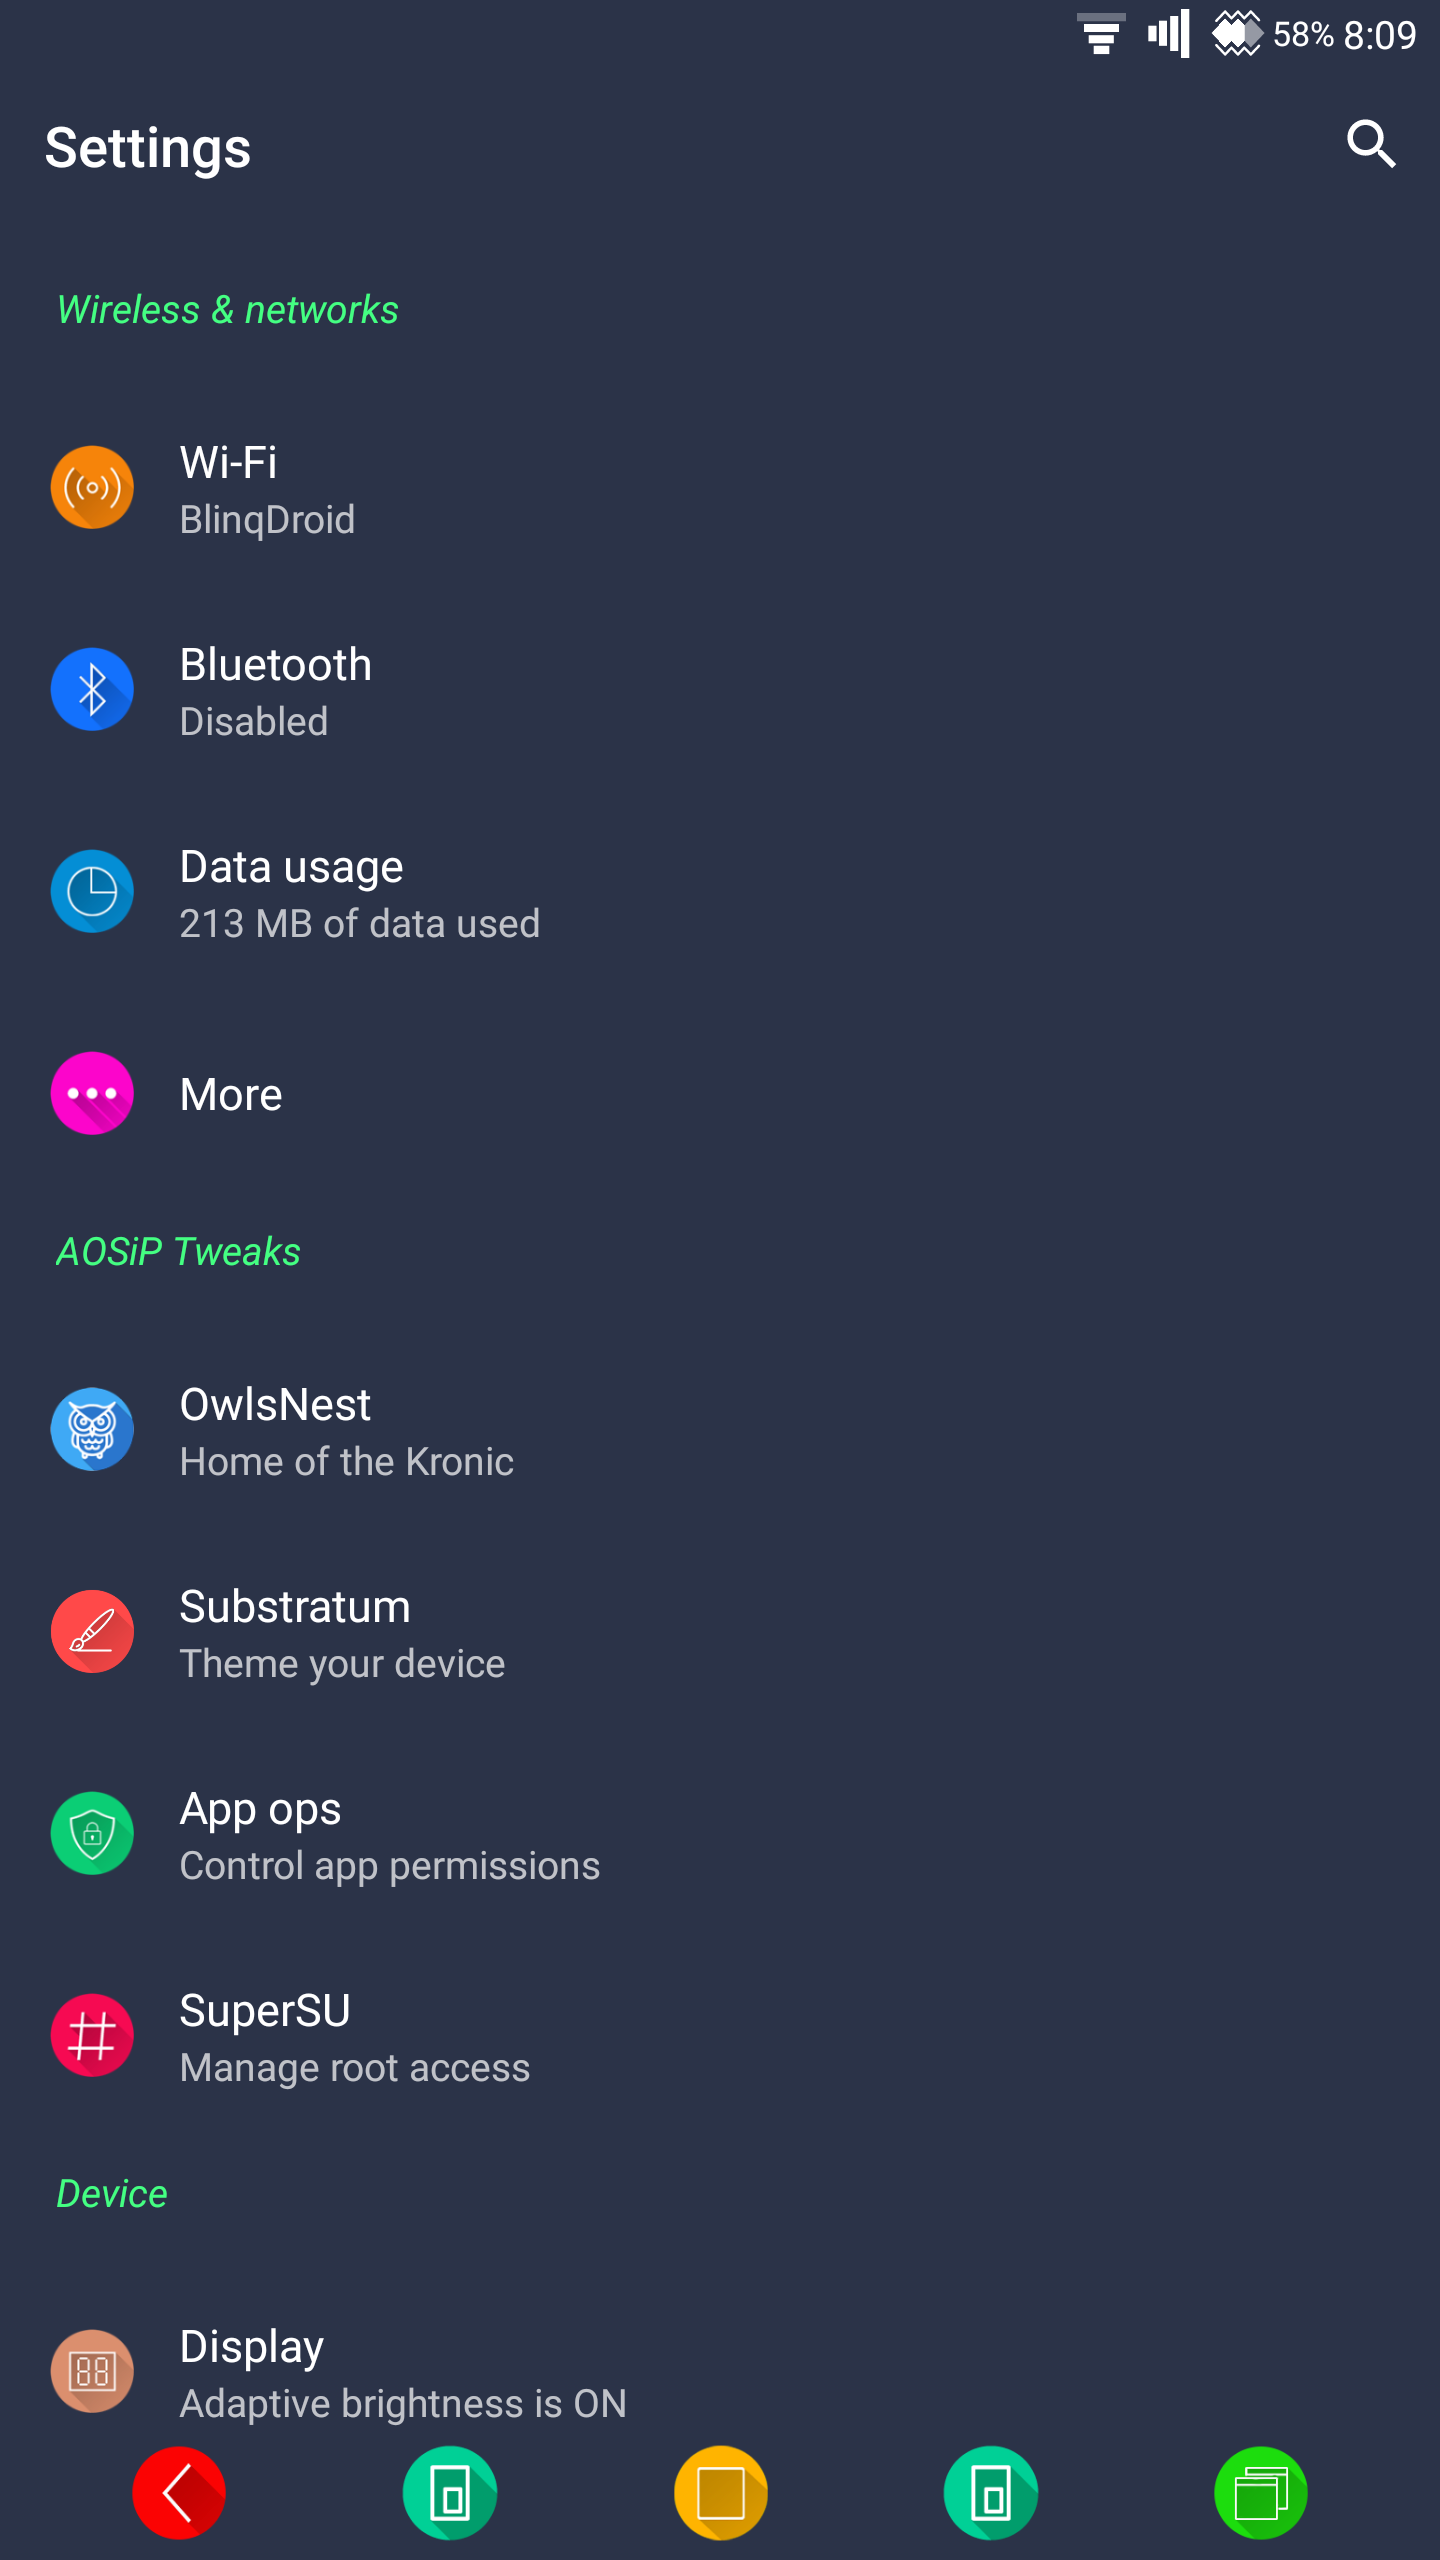 58% 8:09
Settings
Wireless & networks
Wi-Fi
BlinqDroid
Bluetooth
Disabled
Data usage
213 MB of data used
More
AOSiP Tweaks
OwlsNest
Home of the Kronic
Substratum
Theme your device
App ops
Control app permissions
SuperSU
Manage root access
Device
Display
Adaptive brightness is ON